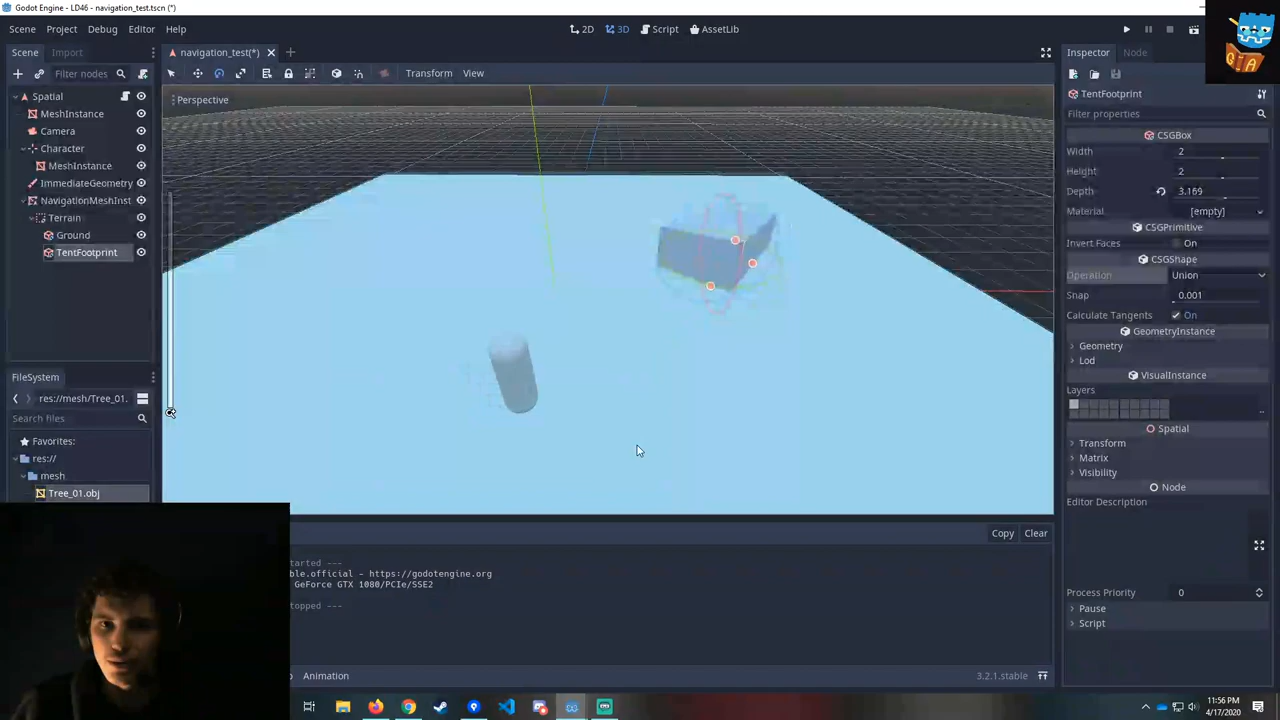 Godot Engine - LD46 - navigation_test.tscn (*)
Scene Project Debug Editor Help
2D 3D Script AssetLib
GA
Scene Import
navigation_test(*)
Inspector Node
Filter nodes
Transform View
Perspective
Spatial
MeshInstance
Camera
Character
MeshInstance
ImmediateGeometry
NavigationMeshInst
Terrain
Ground
TentFootprint
TentFootprint
Filter properties
CSGBox
Width 2
Height 2
Depth 3.169
Material [empty]
CSGPrimitive
Invert Faces On
CSGShape
Operation Union
Snap 0.001
Calculate Tangents On
GeometryInstance
Geometry
Lod
VisualInstance
Layers
..
Spatial
Transform
Matrix
Visibility
Node
Editor Description
Process Priority 0
Pause
Script
FileSystem
res://mesh/Tree_01.
Search files
Favorites:
res://
mesh
Tree_01.obj
Copy Clear
tarted ---
ble.official - https://godotengine.org
GeForce GTX 1080/PCIe/SSE2
topped ---
Animation
3.2.1.stable
11:56 PM
4/17/2020